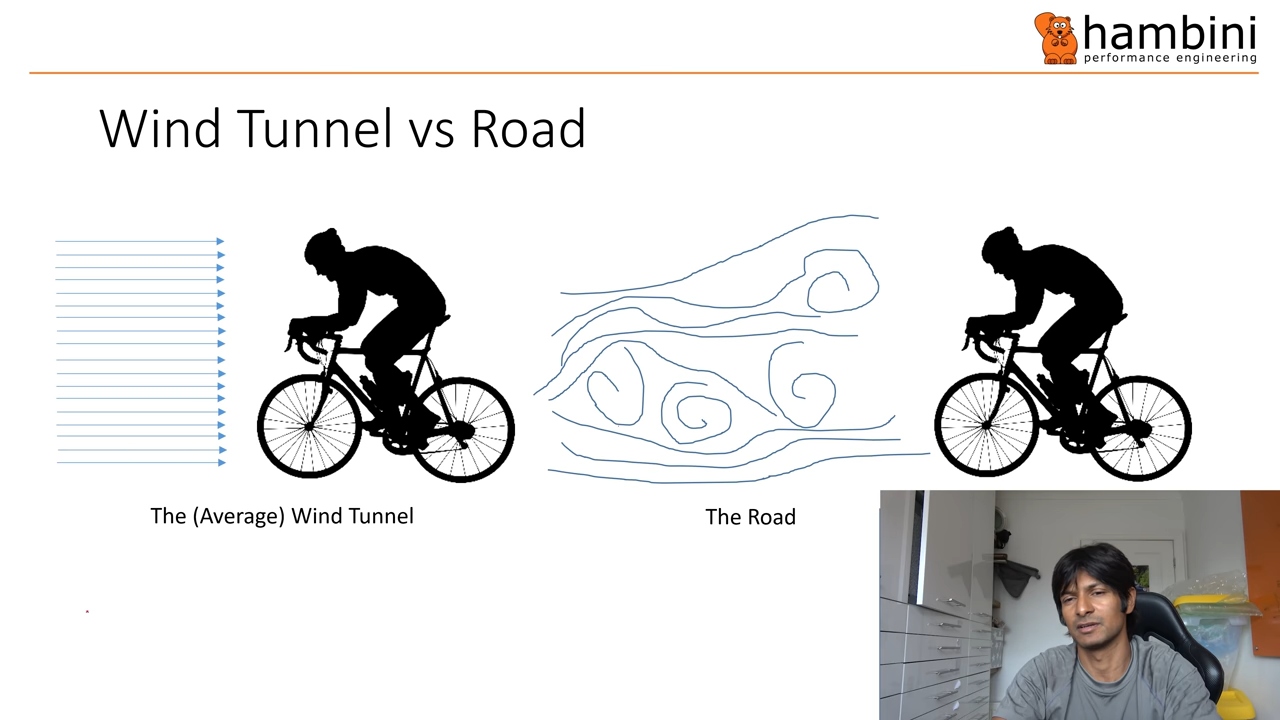 hambini
performance engineering
Wind Tunnel vs Road
The (Average) Wind Tunnel
The Road